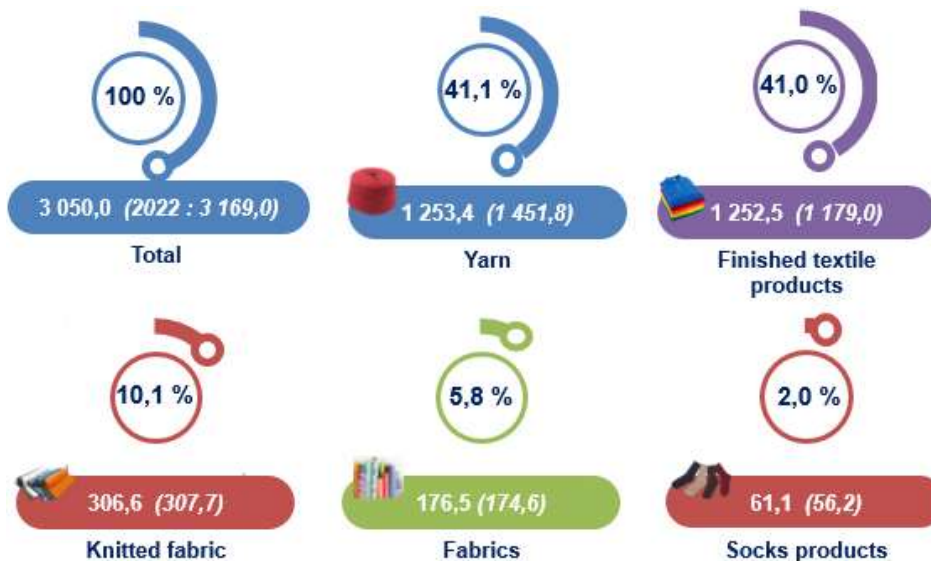 100 %
41,1 %
41,0 %
3 050,0 (2022 : 3 169,0)
1 253,4 (1 451,8)
1 252,5 (1 179,0)
Total
Yarn
Finished textile
products
10,1 %
5,8 %
2,0 %
306,6 (307,7)
176,5 (174,6)
61,1 (56,2)
Knitted fabric
Fabrics
Socks products